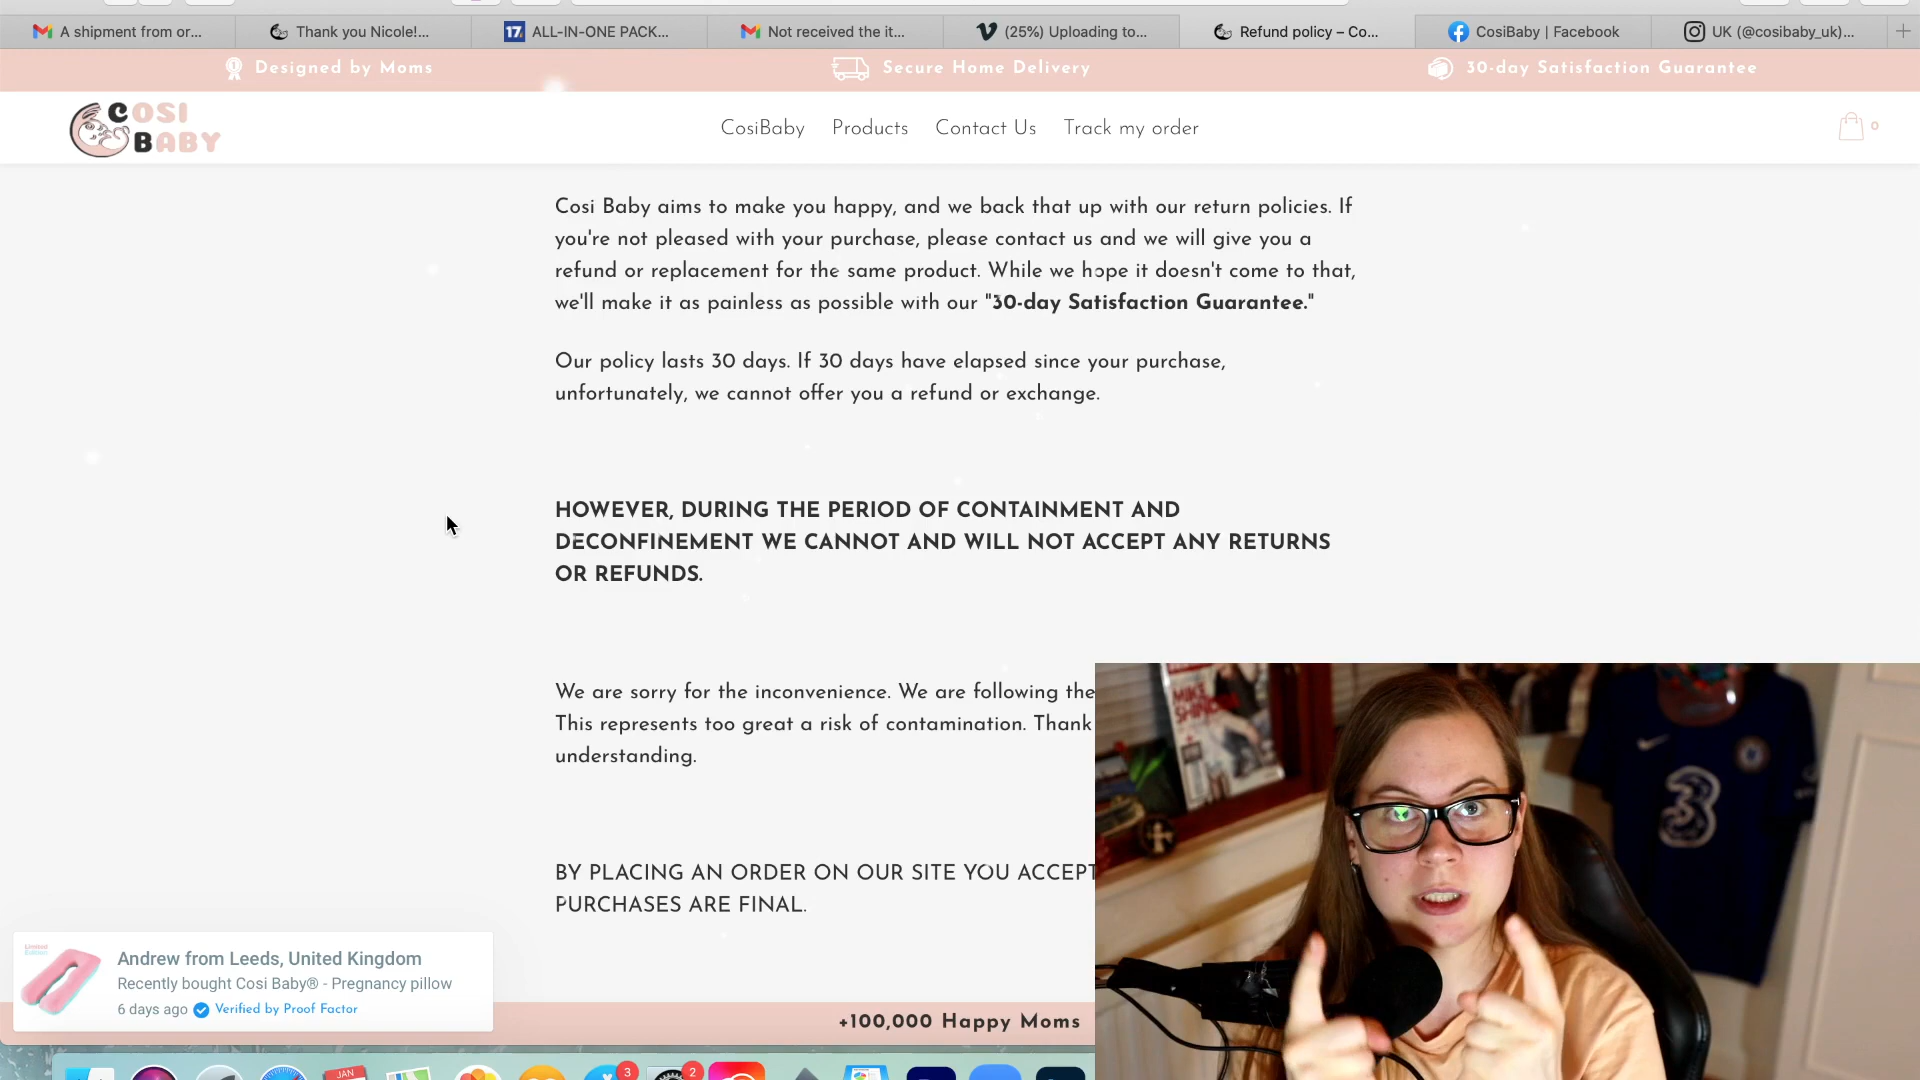 A shipment from or...
Thank you Nicole!...
17
ALL-IN-ONE PACK...
Not received the it...
(25%) Uploading to...
Refund policy – Co...
CosiBaby | Facebook
UK (@cosibaby_uk)...
Designed by Moms
Secure Home Delivery
30-day Satisfaction Guarantee
COSI
BABY
CosiBaby
Products
Contact Us
Track my order
0
Cosi Baby aims to make you happy, and we back that up with our return policies. If
you're not pleased with your purchase, please contact us and we will give you a
refund or replacement for the same product. While we hope it doesn't come to that,
we'll make it as painless as possible with our "30-day Satisfaction Guarantee."
Our policy lasts 30 days. If 30 days have elapsed since your purchase,
unfortunately, we cannot offer you a refund or exchange.
HOWEVER, DURING THE PERIOD OF CONTAINMENT AND
DECONFINEMENT WE CANNOT AND WILL NOT ACCEPT ANY RETURNS
OR REFUNDS.
We are sorry for the inconvenience. We are following the
This represents too great a risk of contamination. Thank
understanding.
BY PLACING AN ORDER ON OUR SITE YOU ACCEPT
PURCHASES ARE FINAL.
Limited
Edition
Andrew from Leeds, United Kingdom
Recently bought Cosi Baby® - Pregnancy pillow
6 days ago
Verified by Proof Factor
+100,000 Happy Moms
JAN
3
2
MIKE
3